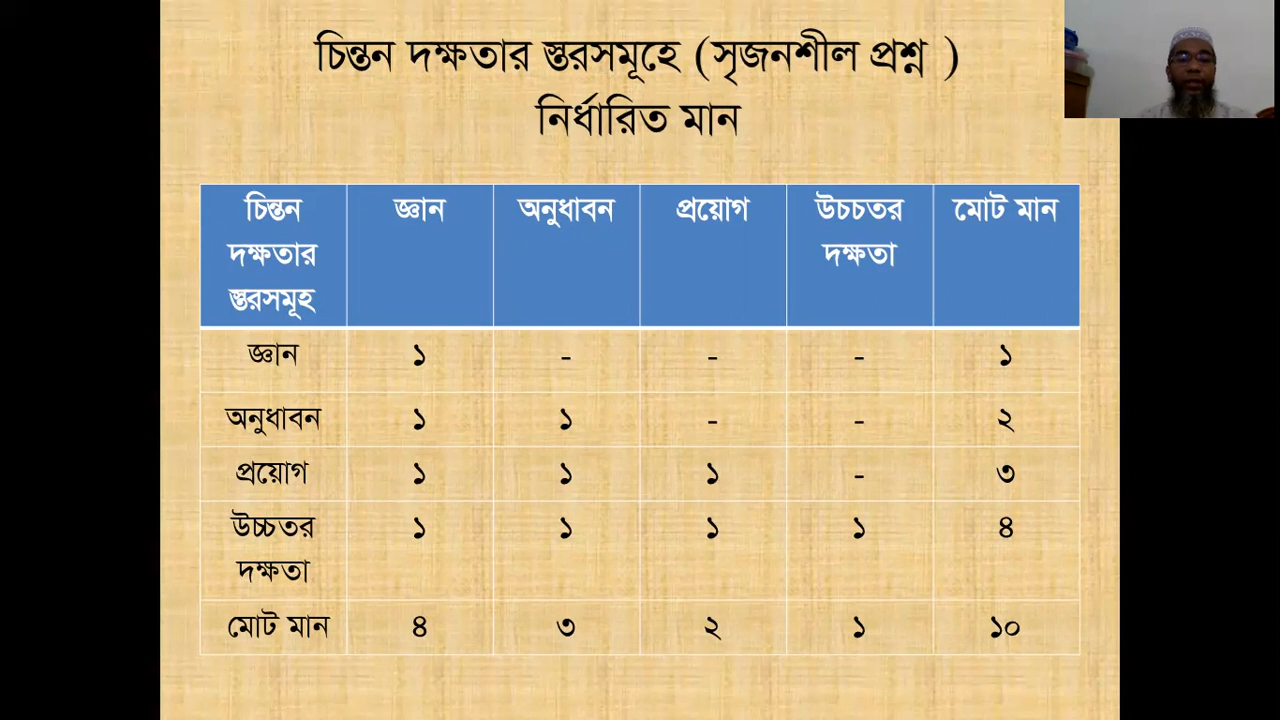 চিন্তন দক্ষতার স্তরসমূহে (সৃজনশীল প্রশ্ন )
নির্ধারিত মান
চিন্তন দক্ষতার স্তরসমূহ জ্ঞান অনুধাবন প্রয়োগ উচচতর দক্ষতা মোট মান
জ্ঞান ১ - - - ১
অনুধাবন ১ ১ - - ২
প্রয়োগ ১ ১ ১ - ৩
উচ্চতর দক্ষতা ১ ১ ১ ১ ৪
মোট মান ৪ ৩ ২ ১ ১০